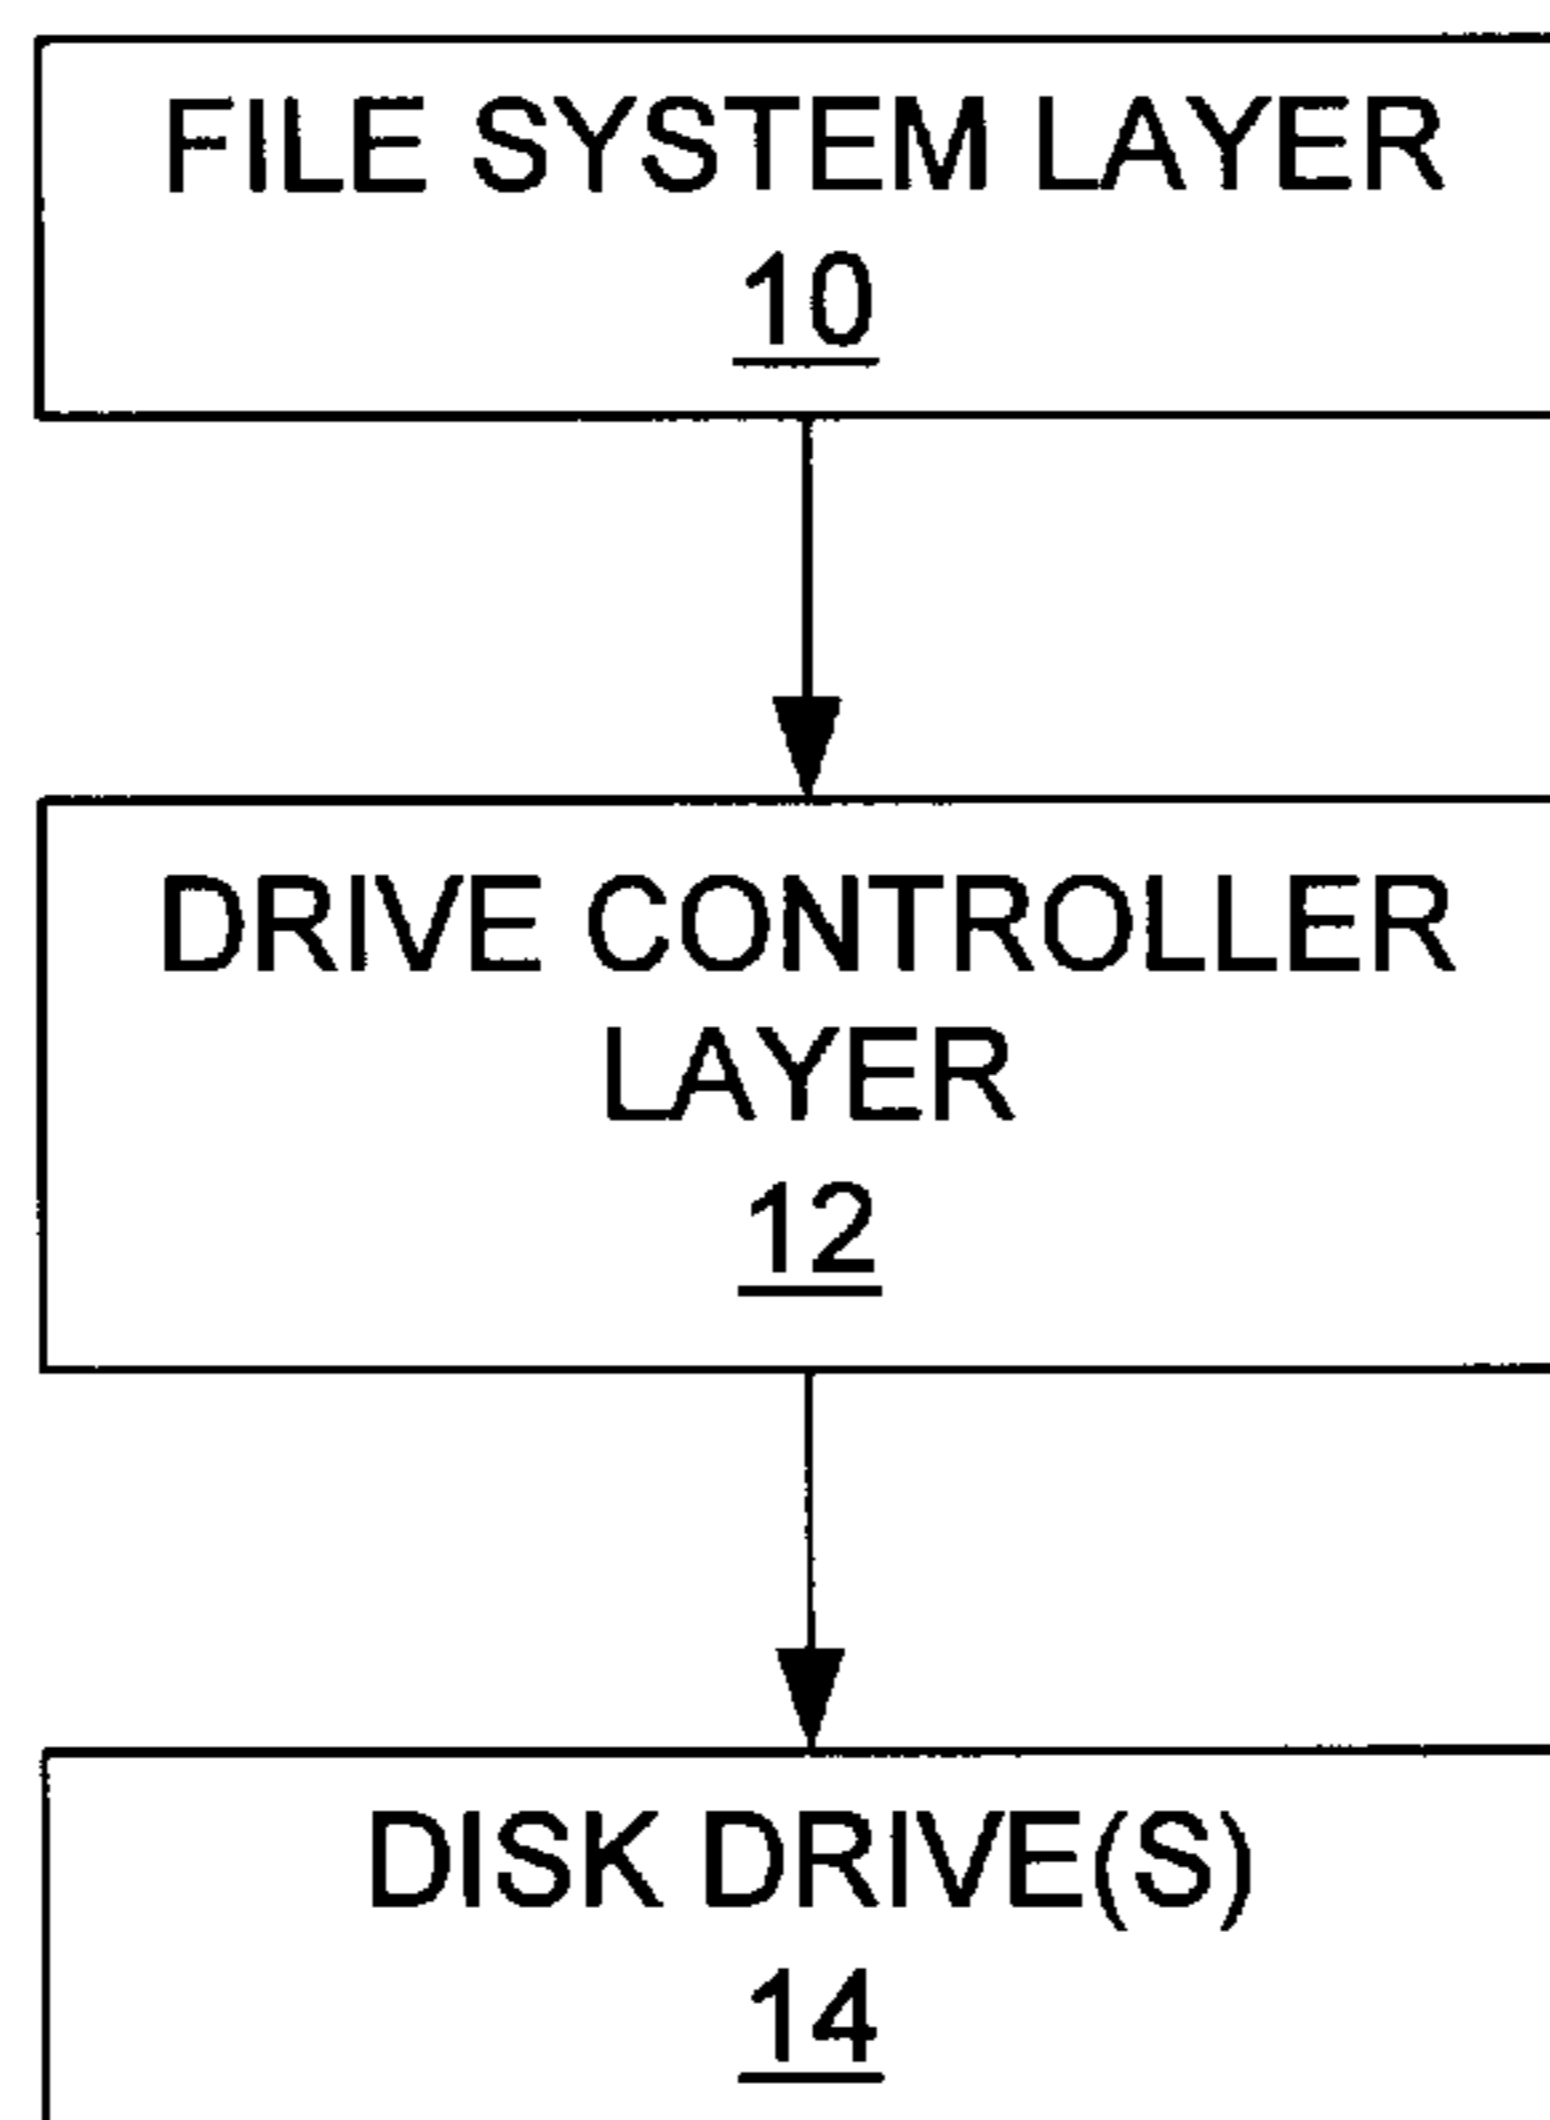 FILE SYSTEM LAYER
10
DRIVE CONTROLLER
LAYER
12
DISK DRIVE(S)
14